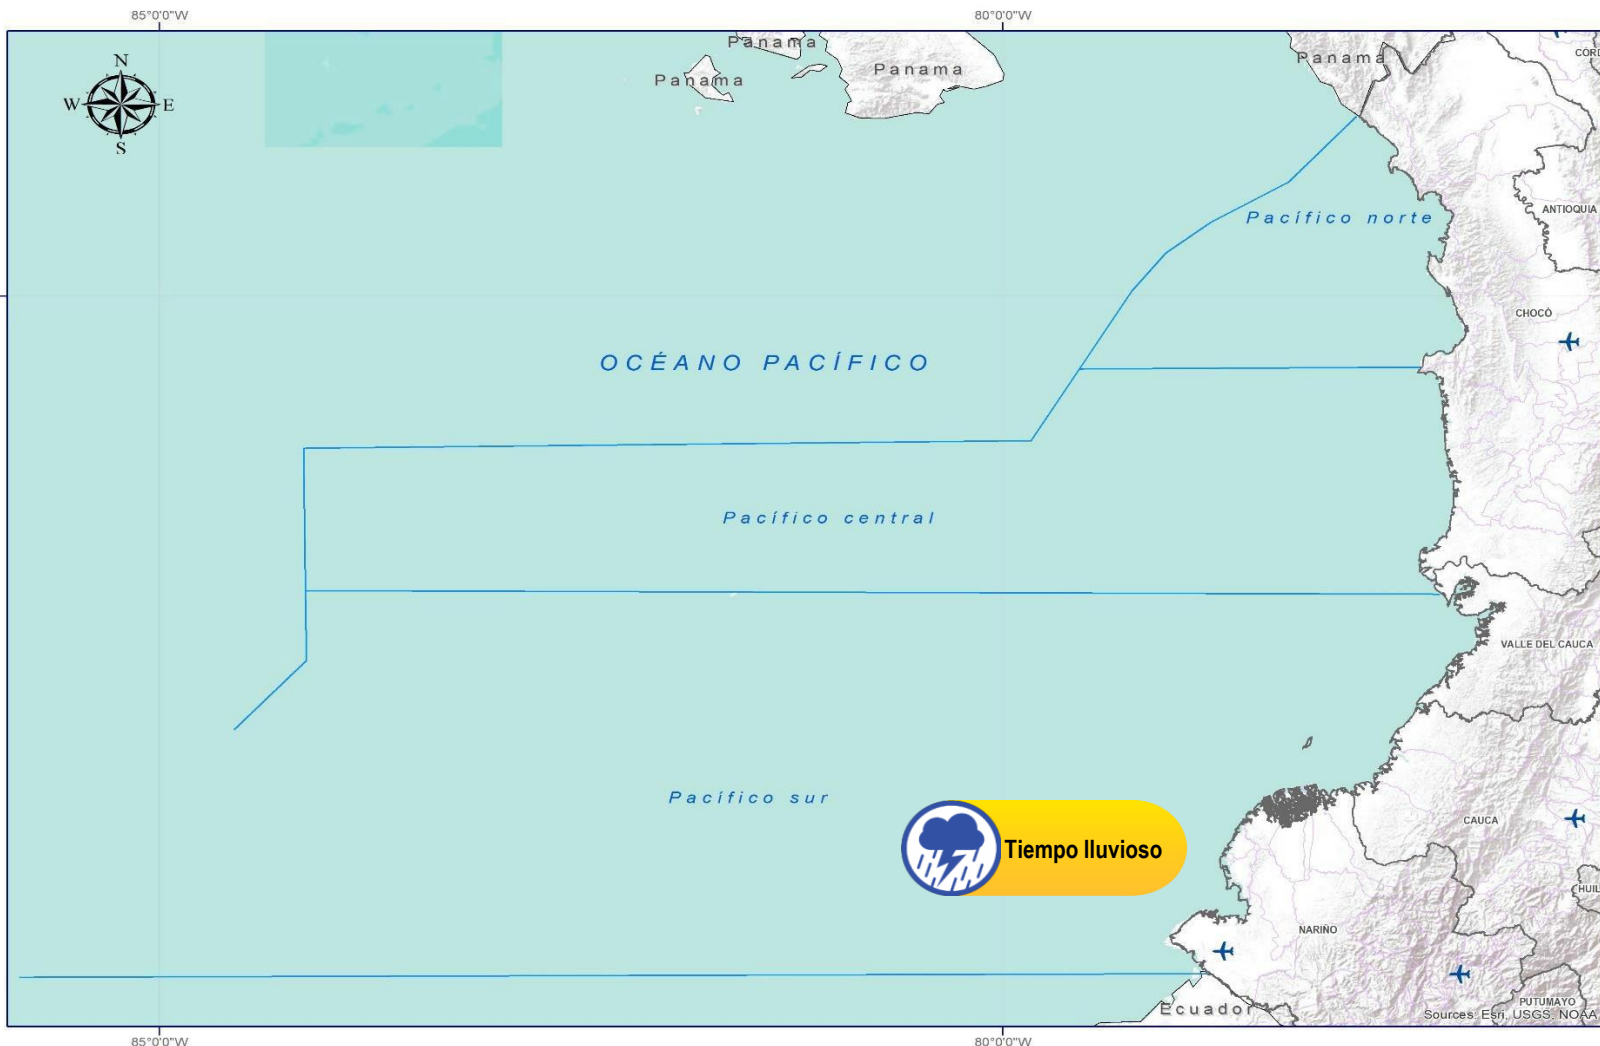 85°0'0"W
80°0'0"W
Panama
Panama
Panama
Panama
N
W
E
S
ANTIOQUIA
Pacífico norte
CHOCÓ
OCÉANO PACÍFICO
Pacífico central
VALLE DEL CAUCA
Pacífico sur
CAUCA
Tiempo lluvioso
NARIÑO
PUTUMAYO
Ecuador
Sources: Esri, USGS, NOAA
85°0'0"W
80°0'0"W